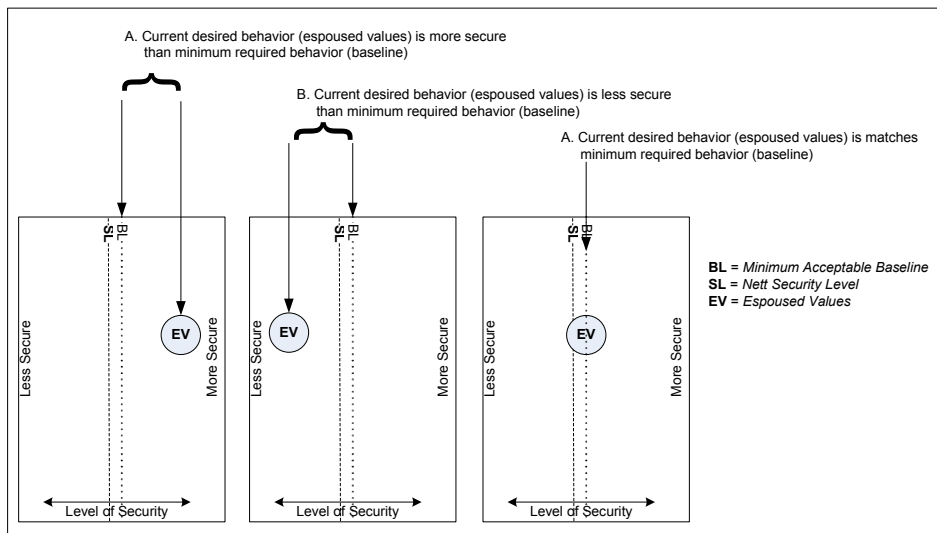 A. Current desired behavior (espoused values) is more secure
than minimum required behavior (baseline)
B. Current desired behavior (espoused values) is less secure
than minimum required behavior (baseline)
A. Current desired behavior (espoused values) is matches
minimum required behavior (baseline)
SL
BL
EV
Less Secure
More Secure
Level of Security
SL
BL
EV
Less Secure
More Secure
Level of Security
SL
BL
EV
Less Secure
More Secure
Level of Security
BL = Minimum Acceptable Baseline
SL = Nett Security Level
EV = Espoused Values